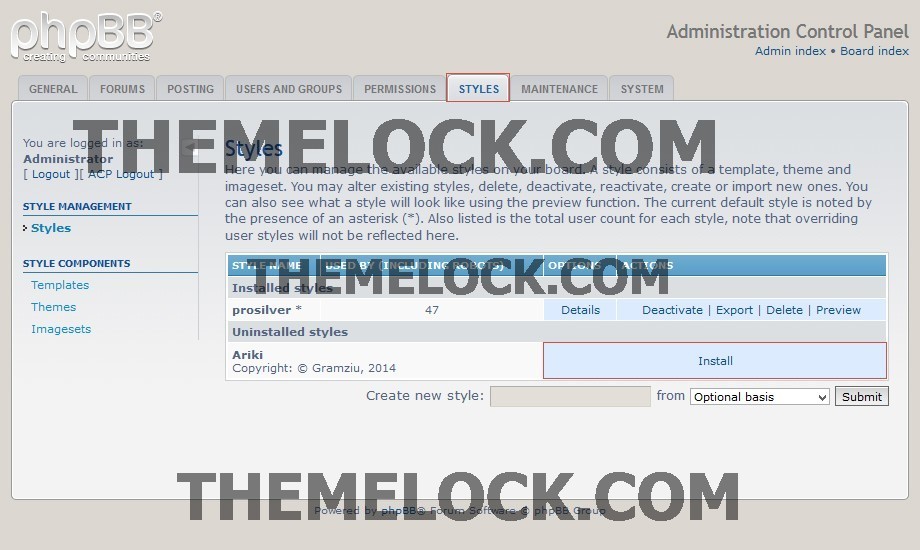 phpBB®
creating communities
Administration Control Panel
Admin index • Board index
GENERAL FORUMS POSTING USERS AND GROUPS PERMISSIONS STYLES MAINTENANCE SYSTEM
THEMELOCK.COM
You are logged in as:
Administrator
[ Logout ][ ACP Logout ]
STYLE MANAGEMENT
Styles
STYLE COMPONENTS
Templates
Themes
Imagesets
Styles
Here you can manage the available styles on your board. A style consists of a template, theme and
imageset. You may alter existing styles, delete, deactivate, reactivate, create or import new ones. You
can also see what a style will look like using the preview function. The current default style is noted by
the presence of an asterisk (*). Also listed is the total user count for each style, note that overriding
user styles will not be reflected here.
STYLE NAME USED BY (INCLUDING ROBOTS) OPTIONS ACTIONS
THEMELOCK.COM
Installed styles
prosilver * 47 Details Deactivate | Export | Delete | Preview
Uninstalled styles
Ariki
Copyright: © Gramziu, 2014
Install
Create new style: from Optional basis Submit
THEMELOCK.COM
Powered by phpBB® Forum Software © phpBB Group